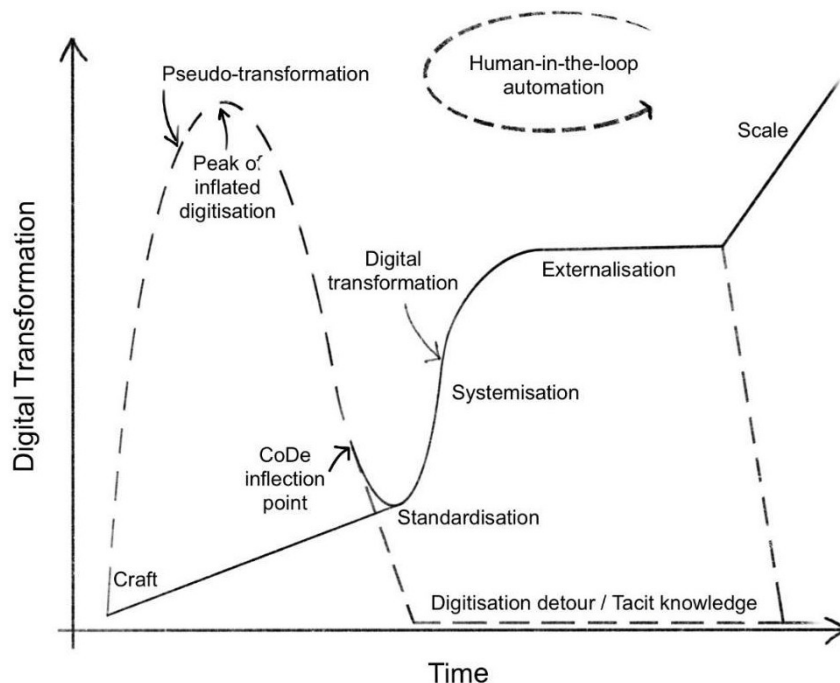 Pseudo-transformation
Human-in-the-loop
automation
Scale
Peak of
inflated
digitisation
Digital
transformation
Externalisation
Systemisation
CoDe
inflection
point
Standardisation
Craft
Digitisation detour / Tacit knowledge
Digital Transformation
Time